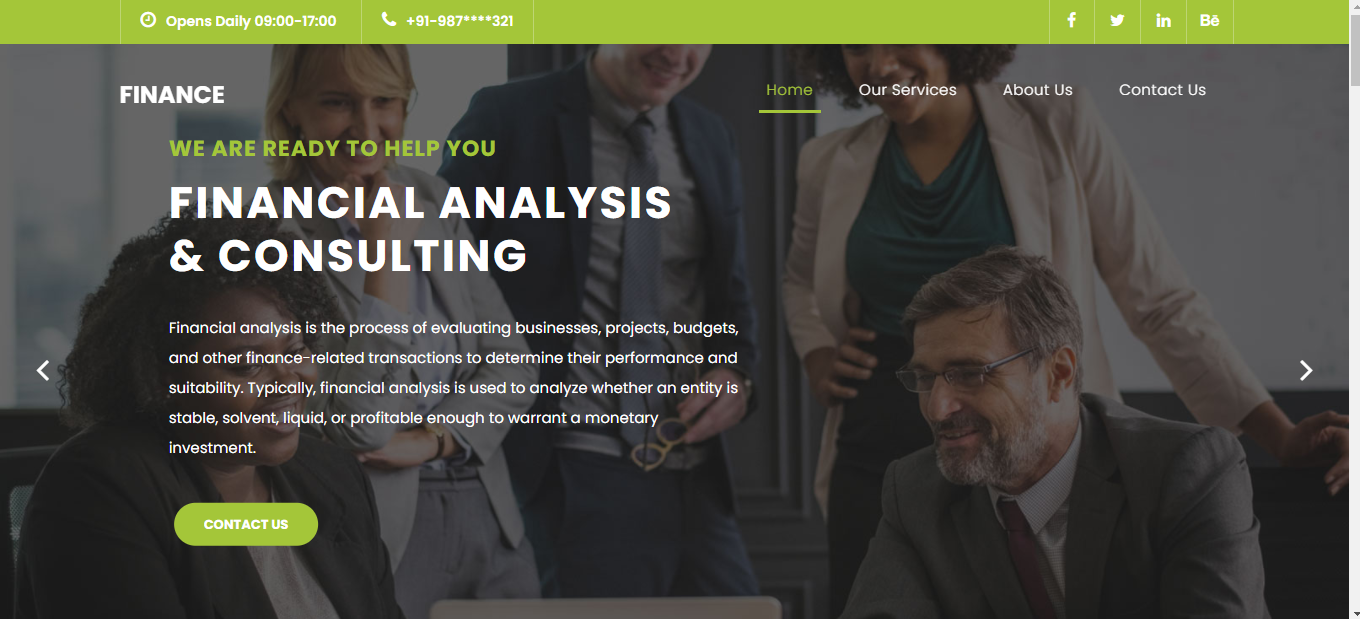 Opens Daily 09:00-17:00
+91-987****321
Bē
FINANCE
Home
Our Services
About Us
Contact Us
WE ARE READY TO HELP YOU
FINANCIAL ANALYSIS
& CONSULTING
Financial analysis is the process of evaluating businesses, projects, budgets,
and other finance-related transactions to determine their performance and
suitability. Typically, financial analysis is used to analyze whether an entity is
stable, solvent, liquid, or profitable enough to warrant a monetary
investment.
CONTACT US